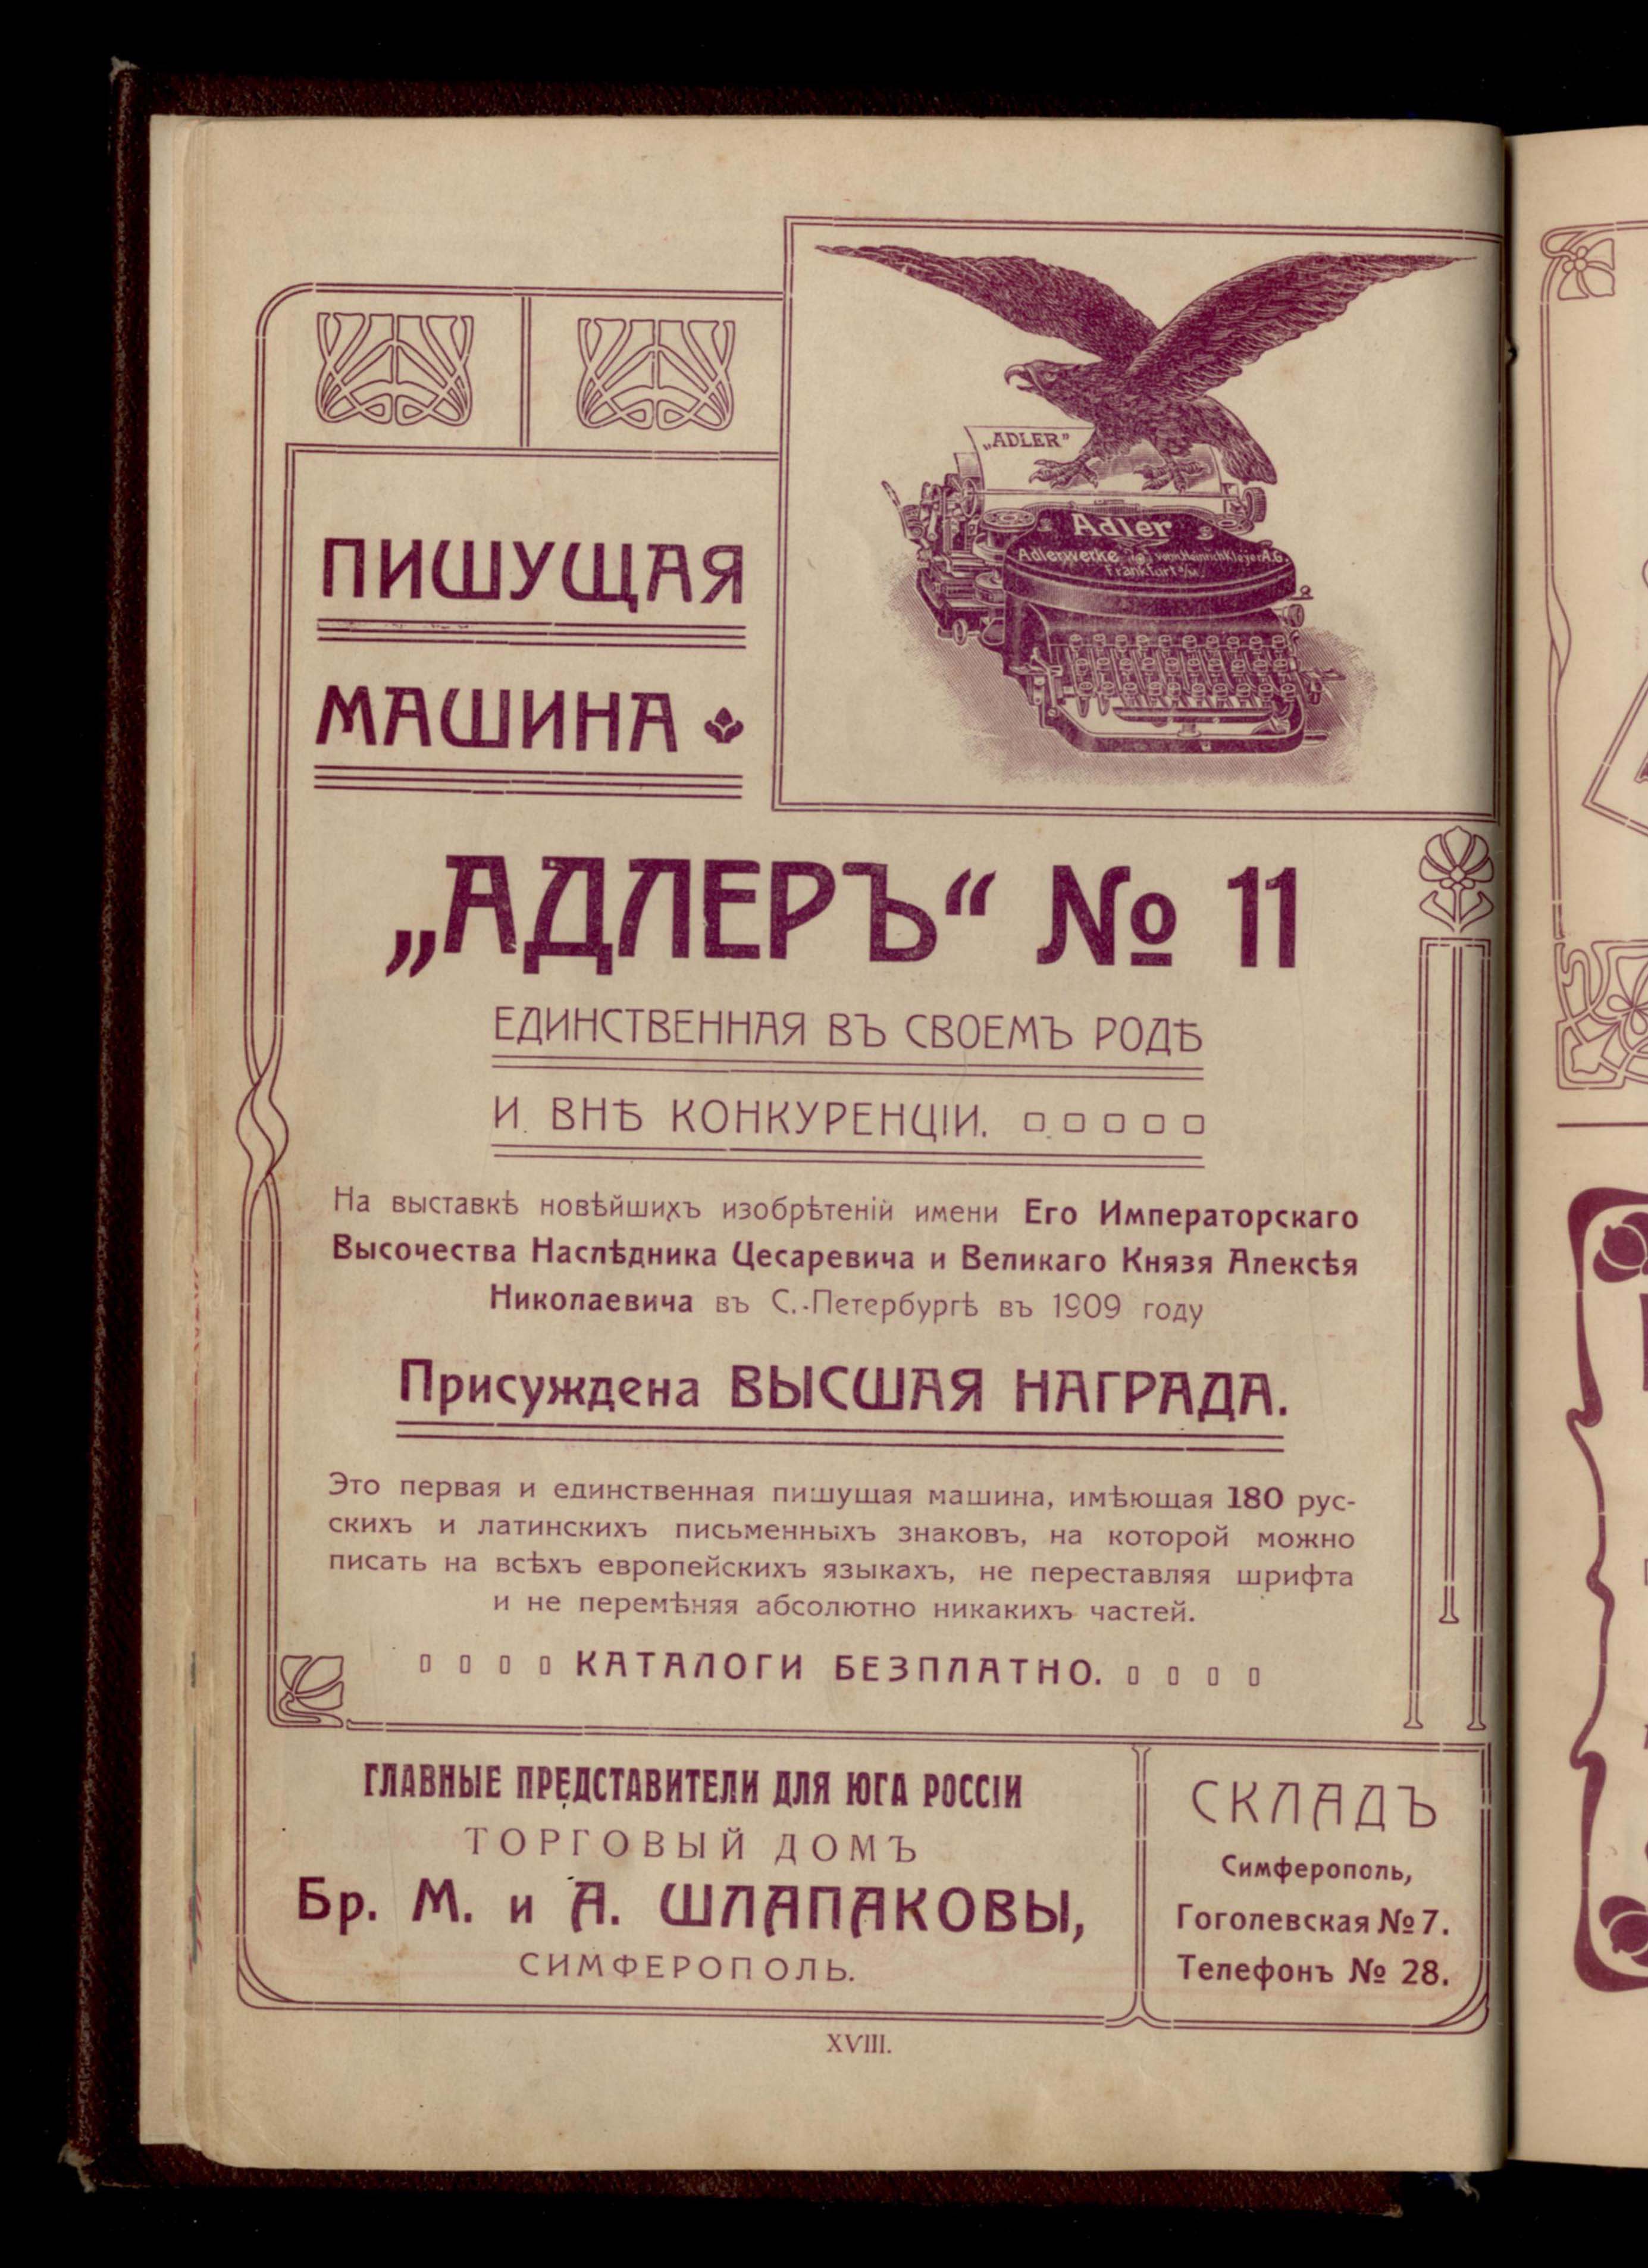 „ADLER”
Adler
Adlerwerke vorm. Heinrich Kleyer A.G.
Frankfurt a/M.
ПИШУЩАЯ
МАШИНА
„АДЛЕРЪ“ № 11
ЕДИНСТВЕННАЯ ВЪ СВОЕМЪ РОДѢ
И ВНѢ КОНКУРЕНЦІИ.
На выставкѣ новѣйшихъ изобрѣтеній имени Его Императорскаго
Высочества Наслѣдника Цесаревича и Великаго Князя Алексѣя
Николаевича въ С.-Петербургѣ въ 1909 году
Присуждена ВЫСШАЯ НАГРАДА.
Это первая и единственная пишущая машина, имѣющая 180 рус-
скихъ и латинскихъ письменныхъ знаковъ, на которой можно
писать на всѣхъ европейскихъ языкахъ, не переставляя шрифта
и не перемѣняя абсолютно никакихъ частей.
КАТАЛОГИ БЕЗПЛАТНО.
ГЛАВНЫЕ ПРЕДСТАВИТЕЛИ ДЛЯ ЮГА РОССІИ
ТОРГОВЫЙ ДОМЪ
Бр. М. и А. ШЛАПАКОВЫ,
СИМФЕРОПОЛЬ.
СКЛАДЪ
Симферополь,
Гоголевская № 7.
Телефонъ № 28.
XVIII.